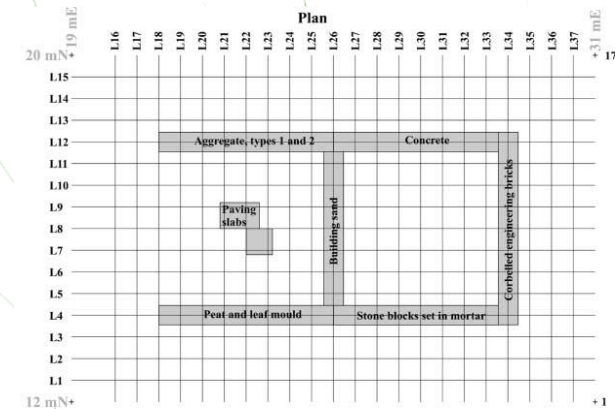 Plan
19 mE
L16 L17 L18 L19 L20 L21 L22 L23 L24 L25 L26 L27 L28 L29 L30 L31 L32 L33 L34 L35 L36 L37
31 mE
20 mN+
+ 17
L15
L14
L13
L12
Aggregate, types 1 and 2
Concrete
L11
L10
L9
Paving
slabs
L8
L7
L6
L5
Building sand
Corbelled engineering bricks
L4
Peat and leaf mould
Stone blocks set in mortar
L3
L2
L1
12 mN+
+ 1